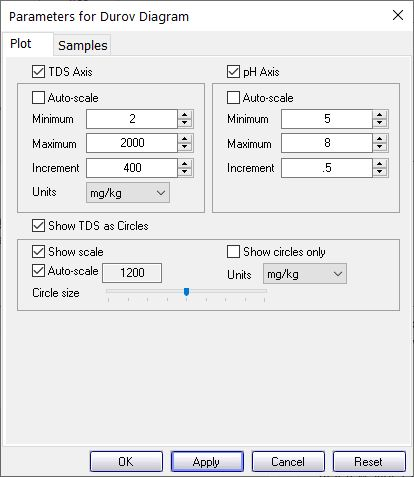 Parameters for Durov Diagram
Plot Samples
TDS Axis
Auto-scale
Minimum 2
Maximum 2000
Increment 400
Units mg/kg
pH Axis
Auto-scale
Minimum 5
Maximum 8
Increment .5
Show TDS as Circles
Show scale
Auto-scale 1200
Circle size
Show circles only
Units mg/kg
OK Apply Cancel Reset